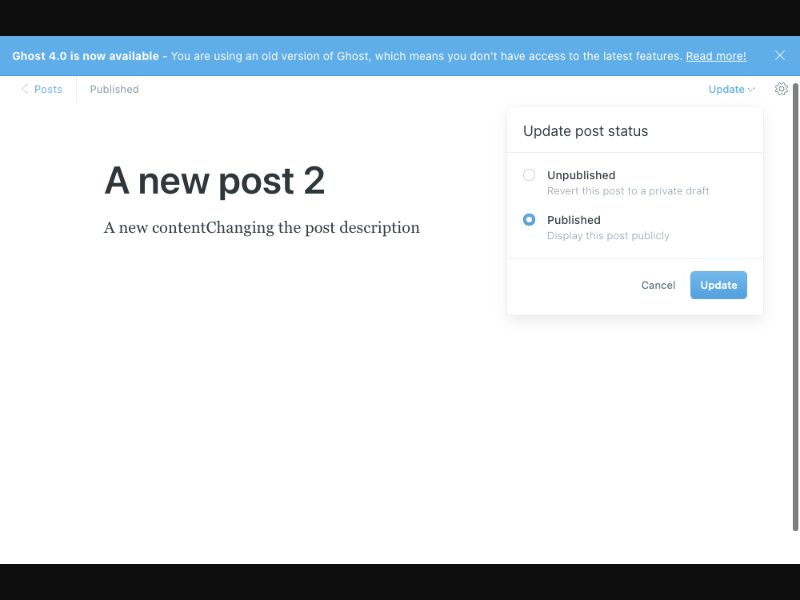 Ghost 4.0 is now available - You are using an old version of Ghost, which means you don't have access to the latest features. Read more!
Posts
Published
Update
Update post status
Unpublished
Revert this post to a private draft
Published
Display this post publicly
Cancel
Update
A new post 2
A new contentChanging the post description